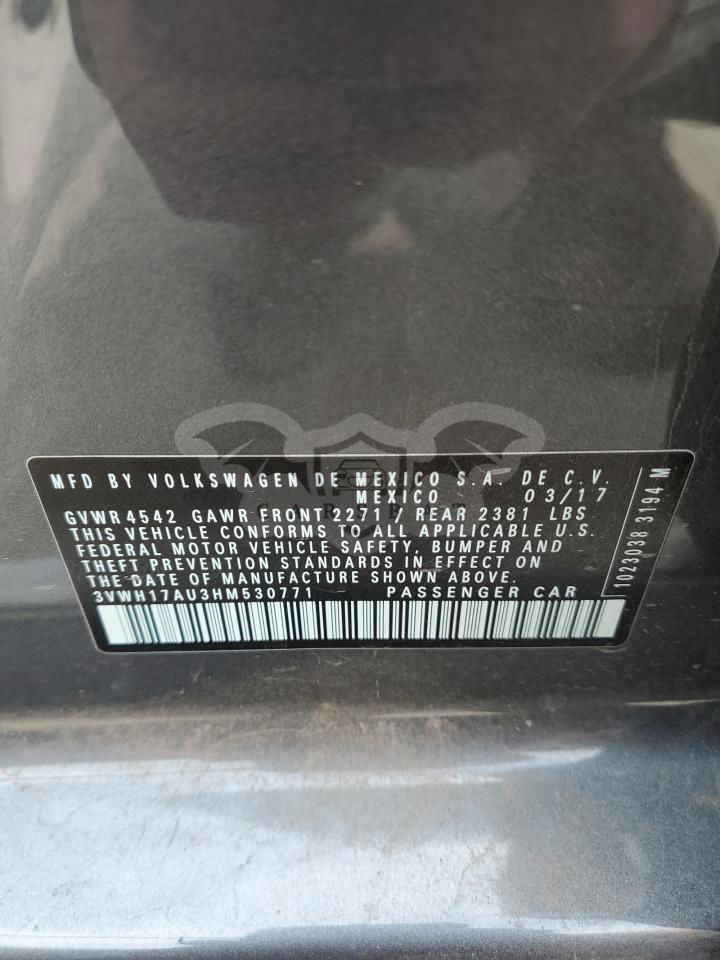 MFD BY VOLKSWAGEN DE MEXICO S.A. DE C.V.
MEXICO 03/17
GVWR 4542 GAWR FRONT 2271 / REAR 2381 LBS
THIS VEHICLE CONFORMS TO ALL APPLICABLE U.S.
FEDERAL MOTOR VEHICLE SAFETY, BUMPER AND
THEFT PREVENTION STANDARDS IN EFFECT ON
THE DATE OF MANUFACTURE SHOWN ABOVE.
3VWH17AU3HM530771 PASSENGER CAR
1023038 3194 M